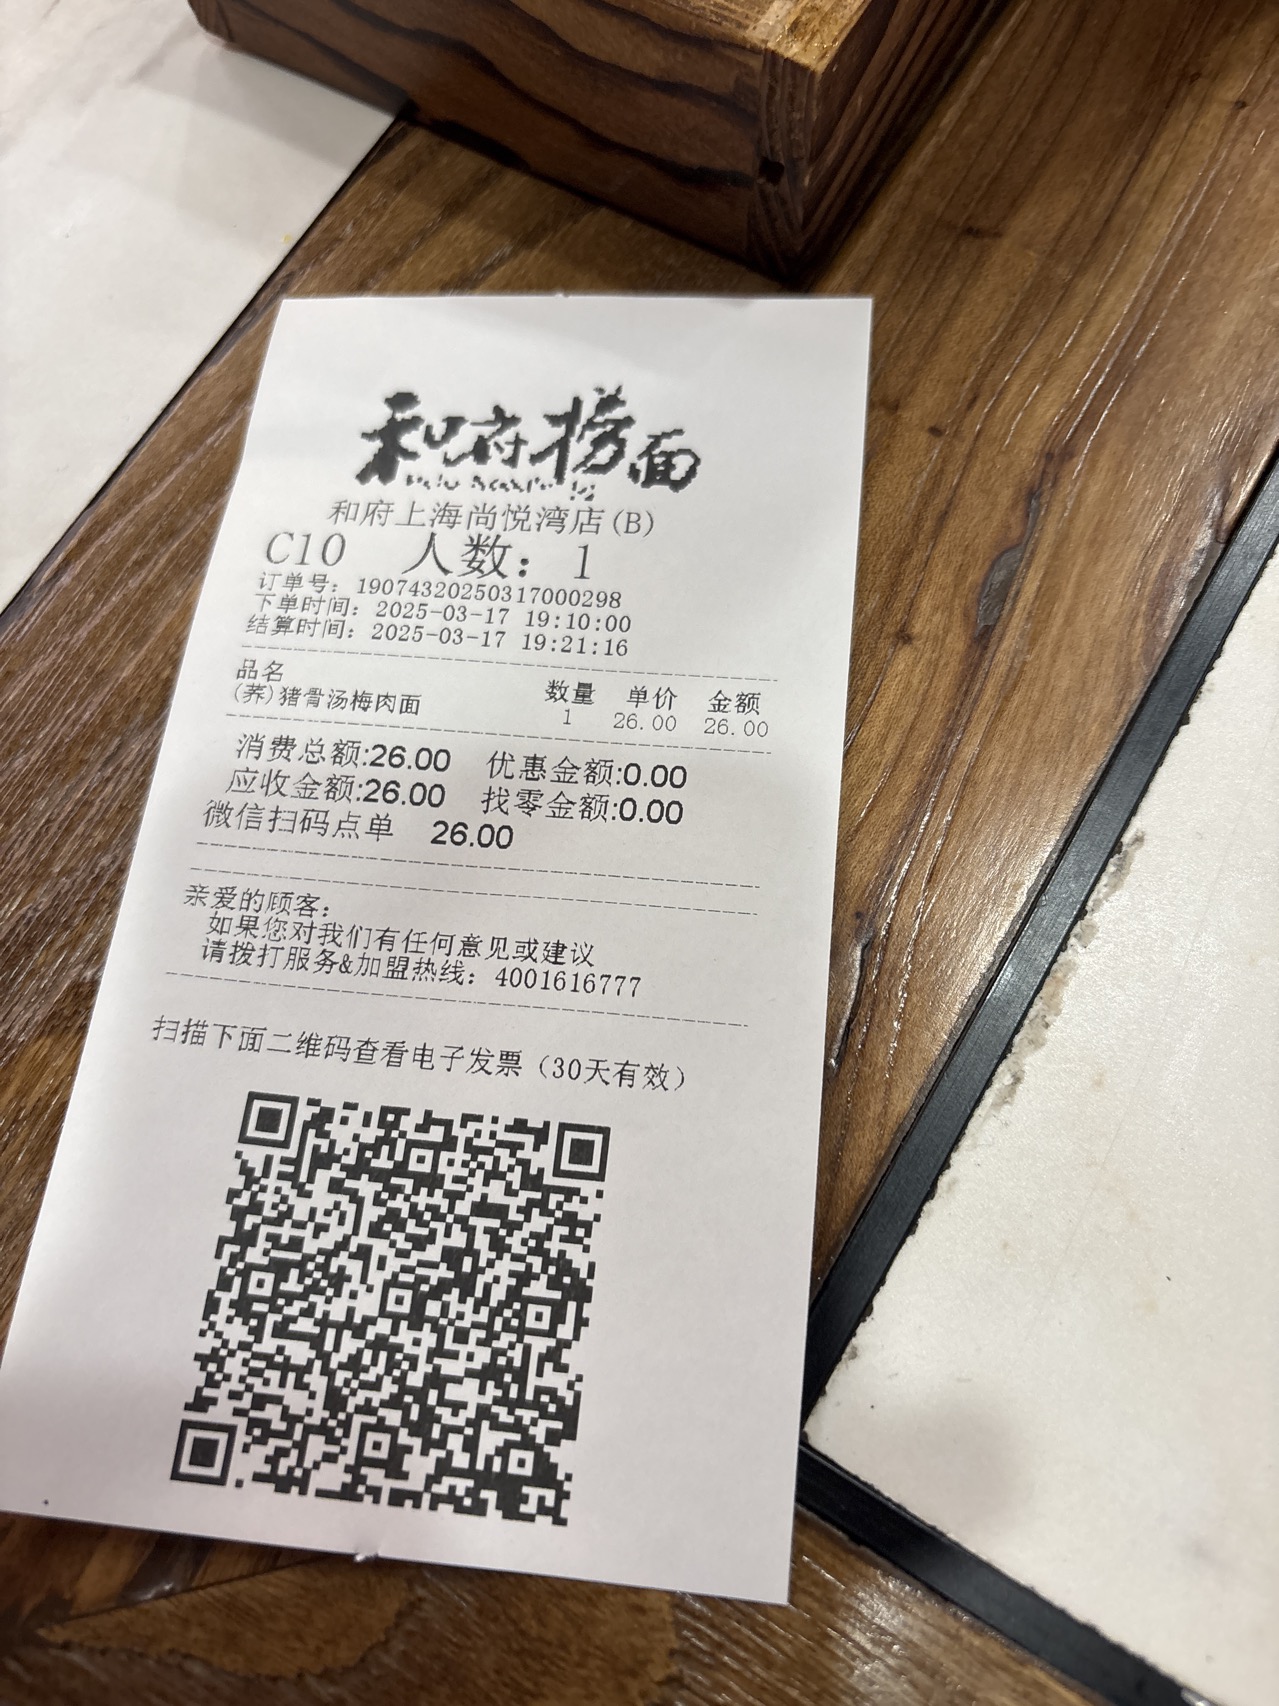 和府捞面
和府上海尚悦湾店(B)
C10 人数：1
订单号：19074320250317000298
下单时间：2025-03-17 19:10:00
结算时间：2025-03-17 19:21:16
品名 数量 单价 金额
(荞)猪骨汤梅肉面 1 26.00 26.00
消费总额:26.00 优惠金额:0.00
应收金额:26.00 找零金额:0.00
微信扫码点单 26.00
亲爱的顾客：
如果您对我们有任何意见或建议
请拨打服务&加盟热线：4001616777
扫描下面二维码查看电子发票（30天有效）